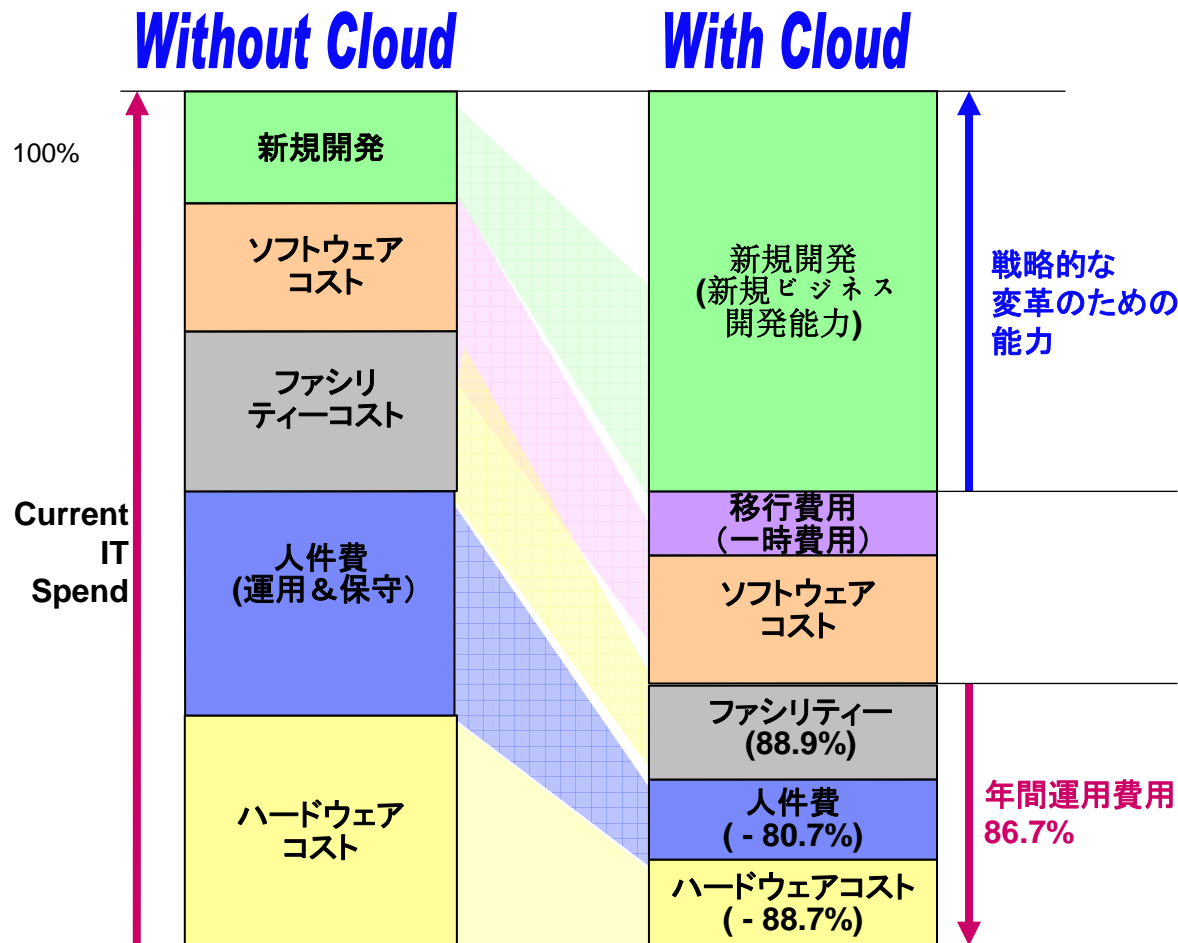 Without Cloud
With Cloud
100%
Current
IT
Spend
新規開発
ソフトウェア
コスト
ファシリ
ティーコスト
人件費
(運用＆保守）
ハードウェア
コスト
新規開発
(新規ビジネス
開発能力)
移行費用
（一時費用）
ソフトウェア
コスト
ファシリティー
(88.9%)
人件費
( - 80.7%)
ハードウェアコスト
( - 88.7%)
戦略的な
変革のための
能力
年間運用費用
86.7%